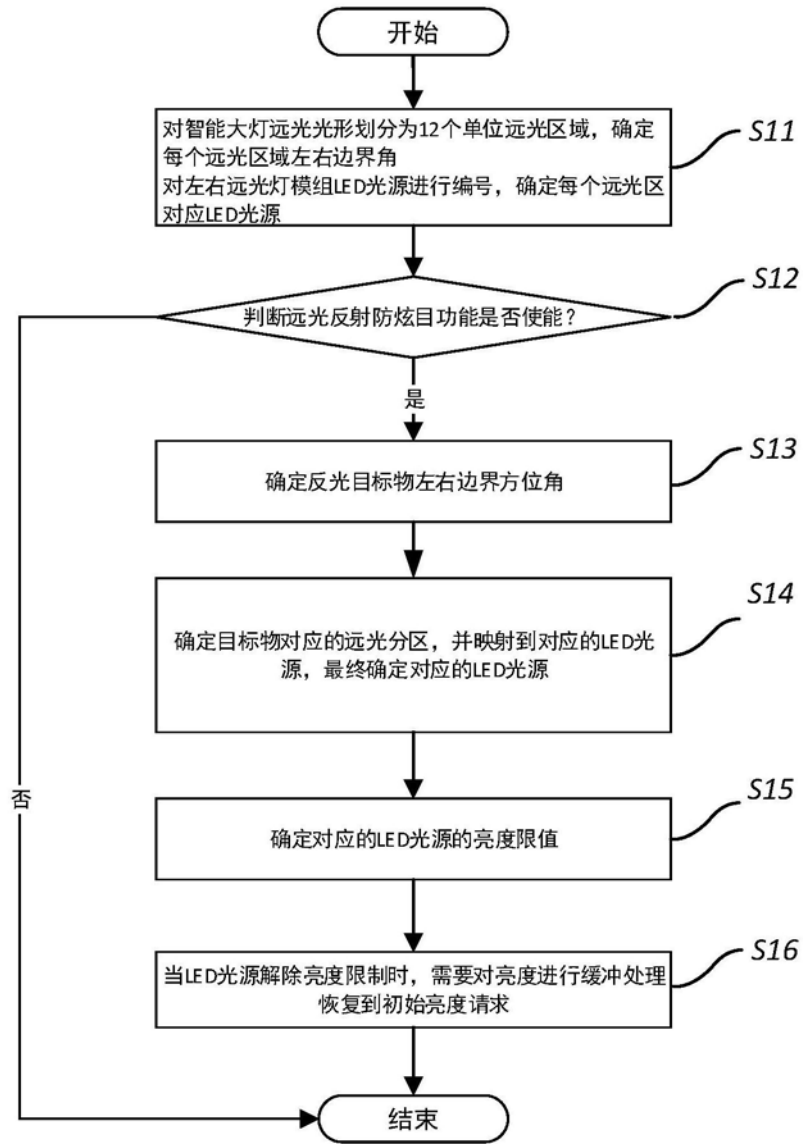 开始
对智能大灯远光光形划分为12个单位远光区域，确定
每个远光区域左右边界角
对左右远光灯模组LED光源进行编号，确定每个远光区
对应LED光源
S11
S12
判断远光反射防炫目功能是否使能？
是
S13
确定反光目标物左右边界方位角
S14
确定目标物对应的远光分区，并映射到对应的LED光
源，最终确定对应的LED光源
否
S15
确定对应的LED光源的亮度限值
S16
当LED光源解除亮度限制时，需要对亮度进行缓冲处理
恢复到初始亮度请求
结束